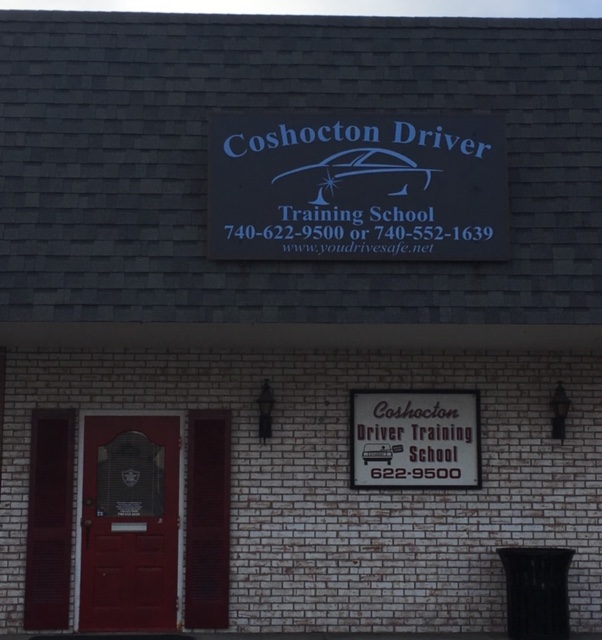 Coshocton Driver
Training School
740-622-9500 or 740-552-1639
www.youdrivesafe.net
Coshocton
Driver Training
School
622-9500